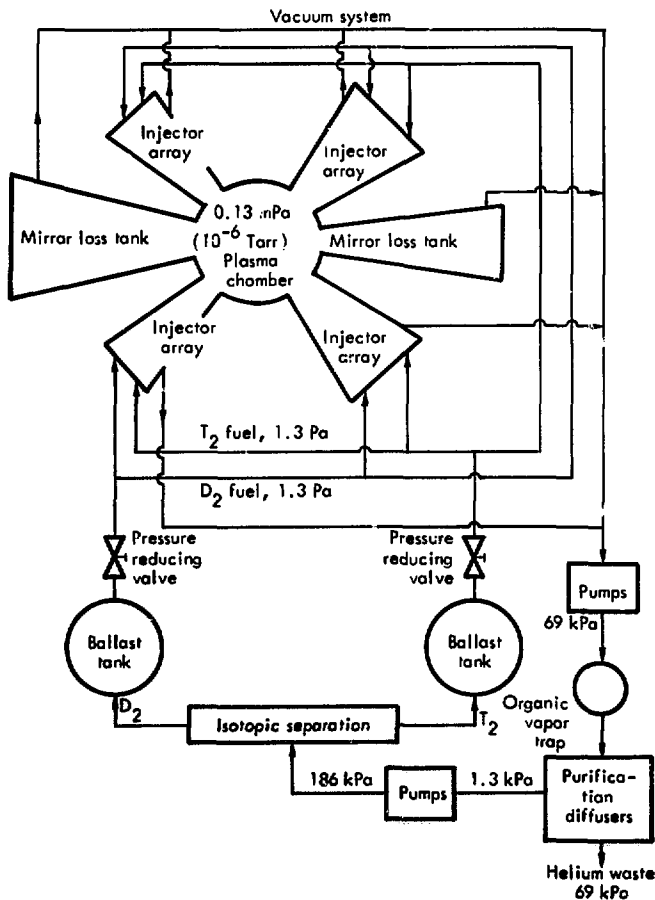 Vacuum system
Injector
array
Injector
array
Mirror loss tank
0.13 mPa
(10⁻⁶ Tarr)
Plasma
chamber
Mirror loss tank
Injector
array
Injector
array
T₂ fuel, 1.3 Pa
D₂ fuel, 1.3 Pa
Pressure
reducing
valve
Pressure
reducing
valve
Pumps
69 kPa
Ballast
tank
Ballast
tank
Organic
vapor
trap
D₂
Isotopic separation
T₂
186 kPa
Pumps
1.3 kPa
Purifica-
tian
diffusers
Helium waste
69 kPa